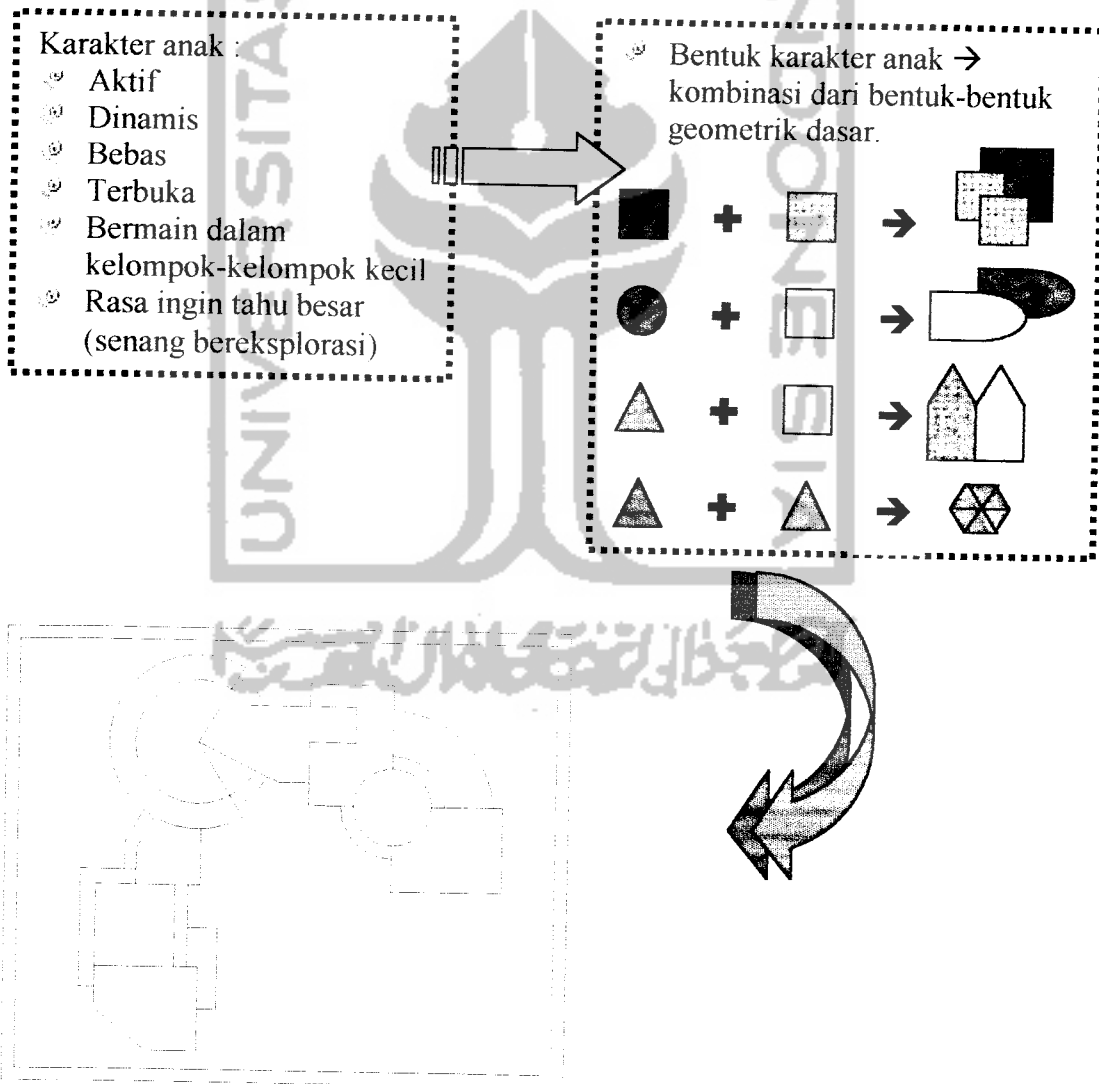 Karakter anak :
Aktif
Dinamis
Bebas
Terbuka
Bermain dalam
kelompok-kelompok kecil
Rasa ingin tahu besar
(senang bereksplorasi)
Bentuk karakter anak →
kombinasi dari bentuk-bentuk
geometrik dasar.